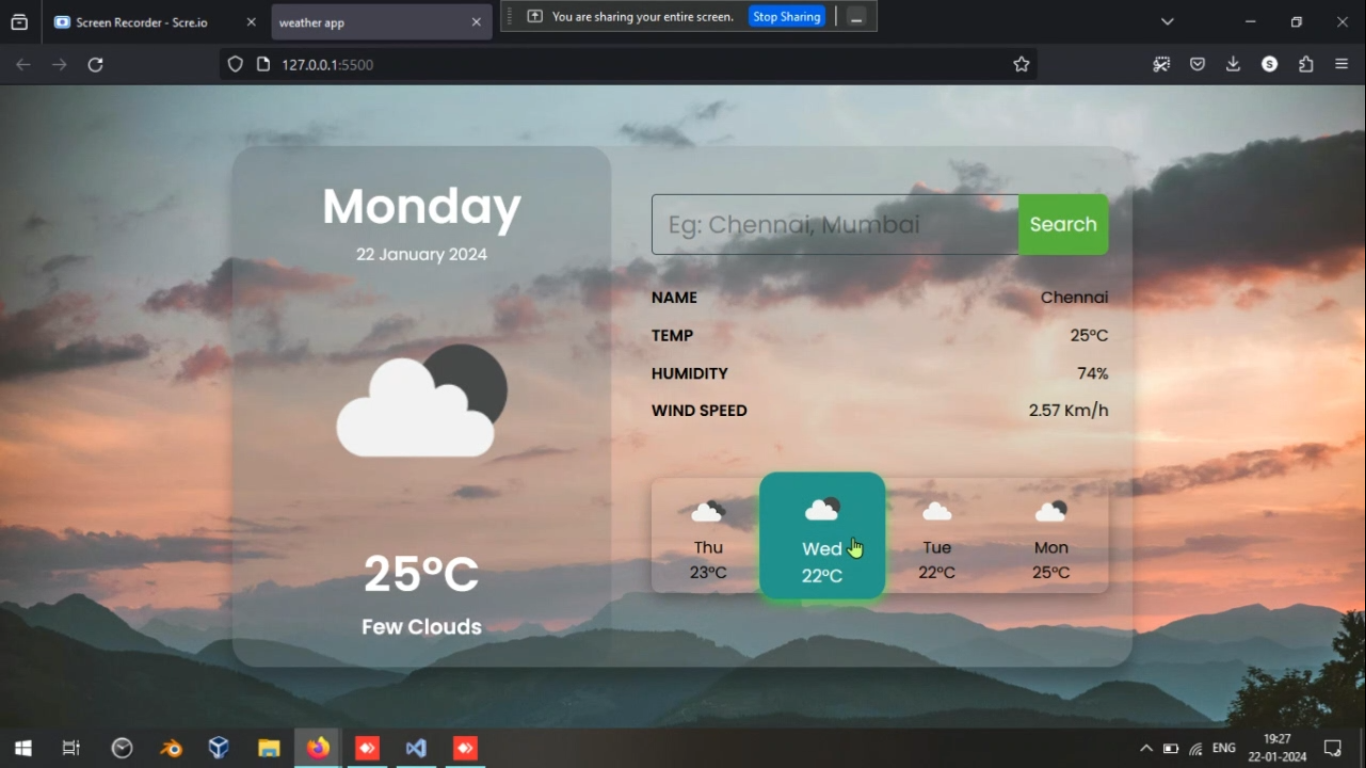 Screen Recorder - Scre.io
weather app
You are sharing your entire screen.
Stop Sharing
127.0.0.1:5500
S
Monday
22 January 2024
25°C
Few Clouds
Eg: Chennai, Mumbai
Search
NAME Chennai
TEMP 25°C
HUMIDITY 74%
WIND SPEED 2.57 Km/h
Thu Wed Tue Mon
23°C 22°C 22°C 25°C
ENG
19:27
22-01-2024